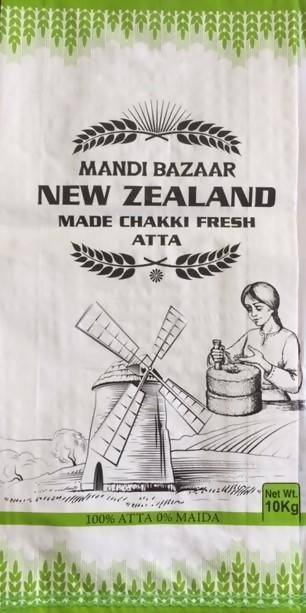 MANDI BAZAAR
NEW ZEALAND
MADE CHAKKI FRESH
ATTA
Net Wt.
10Kg
100% ATTA 0% MAIDA